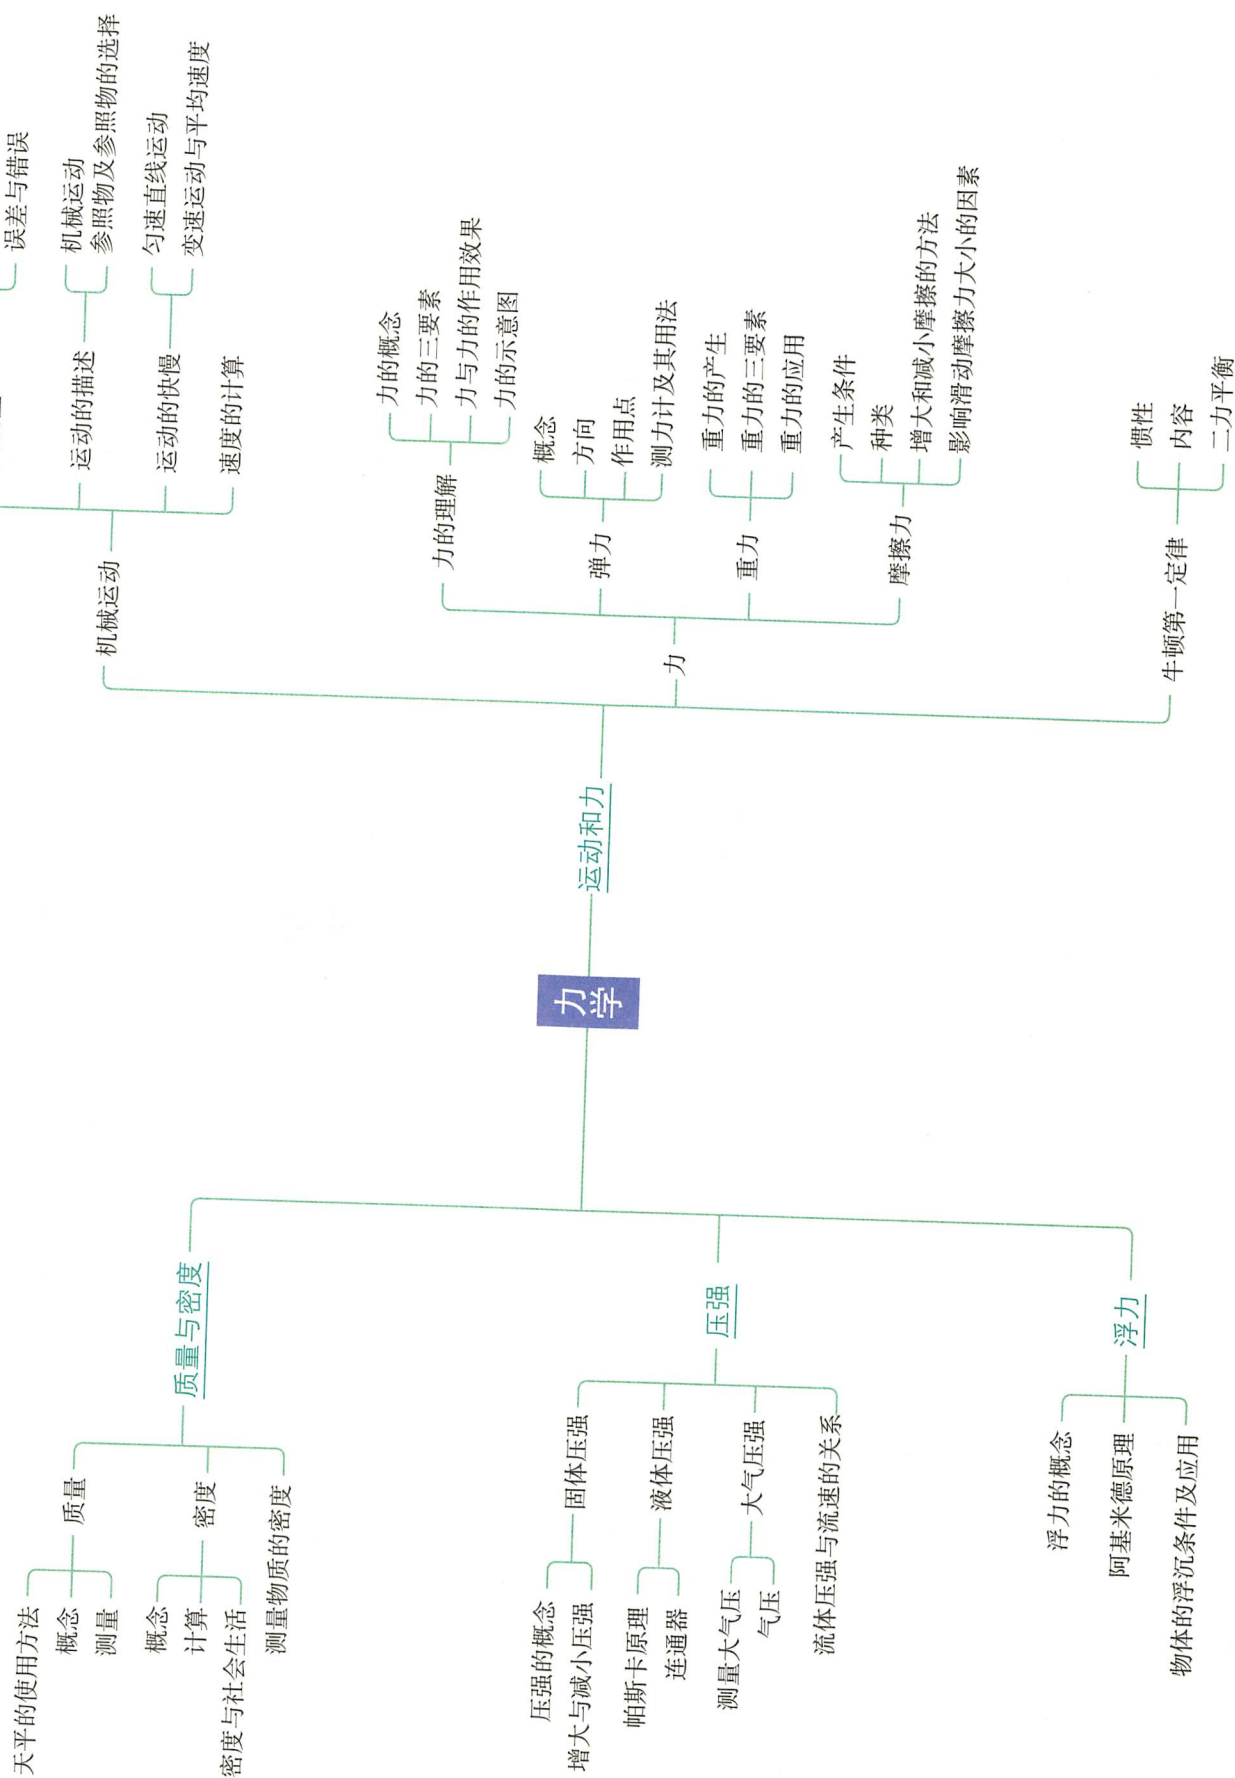 力学
运动和力
机械运动
误差与错误
运动的描述
机械运动
参照物及参照物的选择
运动的快慢
匀速直线运动
变速运动与平均速度
速度的计算
力
力的理解
力的概念
力的三要素
力与力的作用效果
力的示意图
弹力
概念
方向
作用点
测力计及其用法
重力
重力的产生
重力的三要素
重力的应用
摩擦力
产生条件
种类
增大和减小摩擦的方法
影响滑动摩擦力大小的因素
牛顿第一定律
惯性
内容
二力平衡
质量与密度
质量
天平的使用方法
概念
测量
密度
概念
计算
密度与社会生活
测量物质的密度
压强
固体压强
压强的概念
增大与减小压强
液体压强
帕斯卡原理
连通器
大气压强
测量大气压
气压
流体压强与流速的关系
浮力
浮力的概念
阿基米德原理
物体的浮沉条件及应用